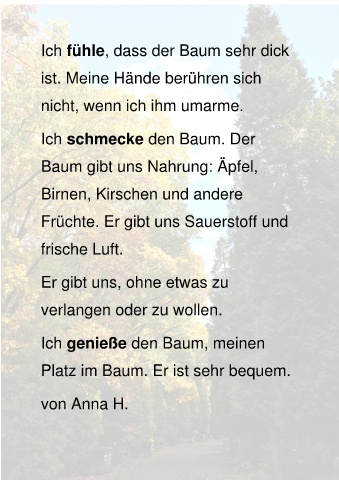 Ich fühle, dass der Baum sehr dick
ist. Meine Hände berühren sich
nicht, wenn ich ihm umarme.
Ich schmecke den Baum. Der
Baum gibt uns Nahrung: Äpfel,
Birnen, Kirschen und andere
Früchte. Er gibt uns Sauerstoff und
frische Luft.
Er gibt uns, ohne etwas zu
verlangen oder zu wollen.
Ich genieße den Baum, meinen
Platz im Baum. Er ist sehr bequem.
von Anna H.